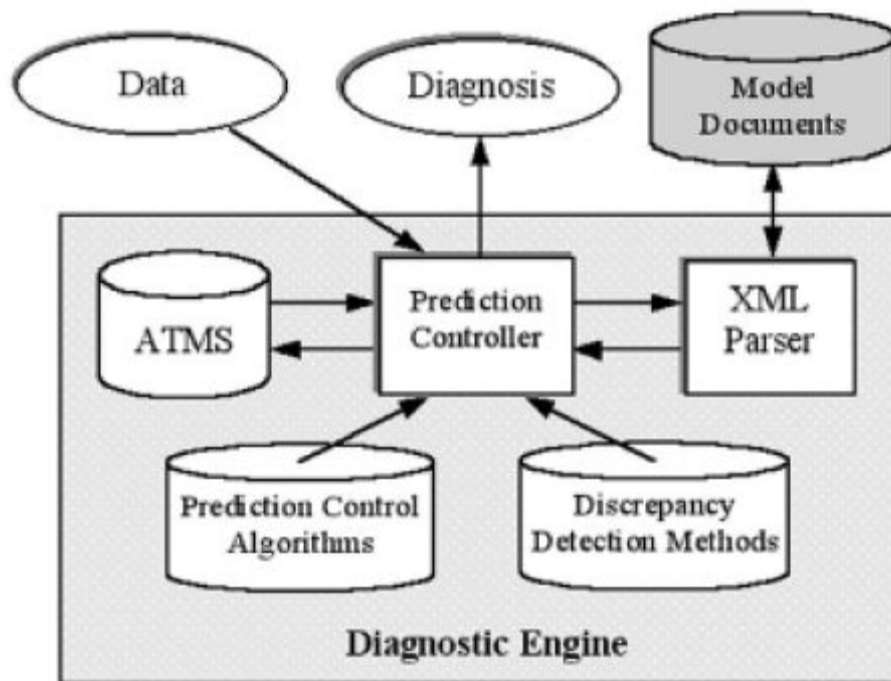 Data
Diagnosis
Model
Documents
ATMS
Prediction
Controller
XML
Parser
Prediction Control
Algorithms
Discrepancy
Detection Methods
Diagnostic Engine